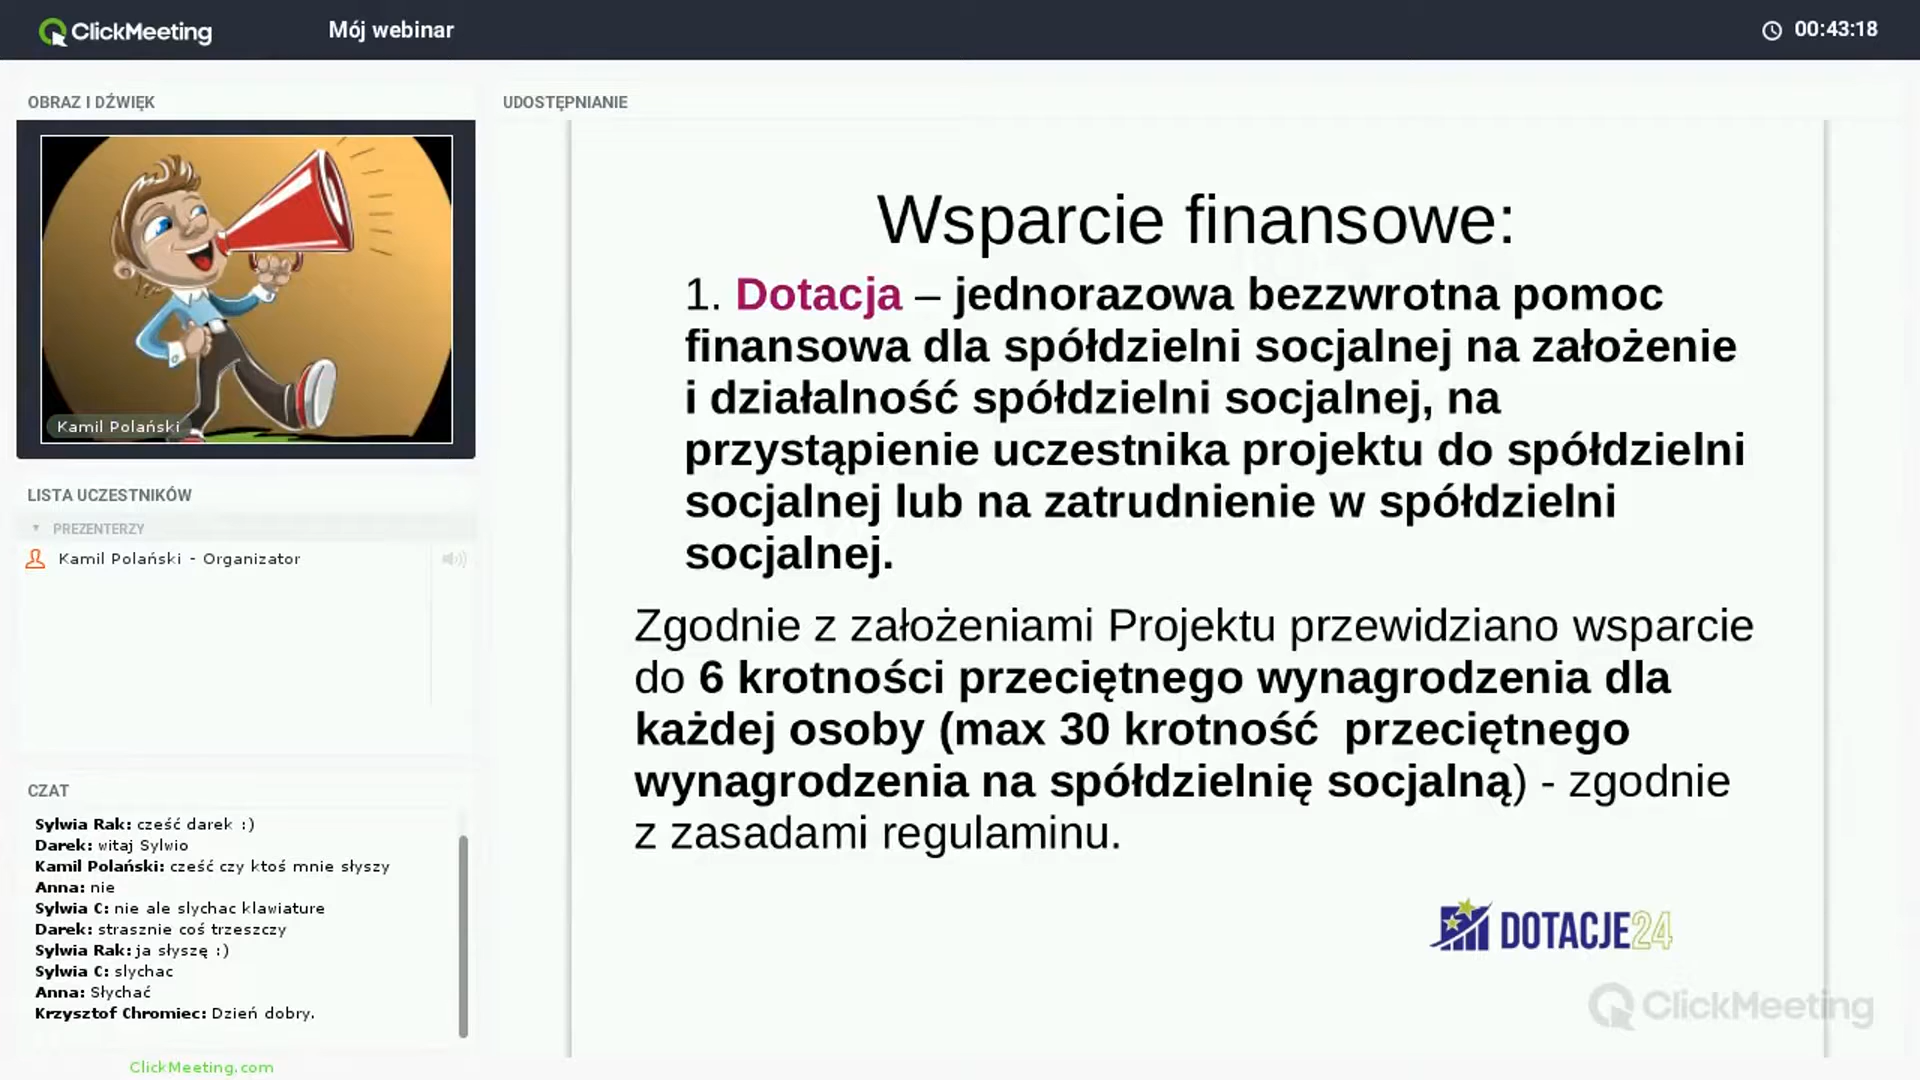 ClickMeeting
Mój webinar
00:43:18
OBRAZ I DŹWIĘK
Kamil Polański
LISTA UCZESTNIKÓW
PREZENTERZY
Kamil Polański - Organizator
CZAT
Sylwia Rak: cześć darek :)
Darek: witaj Sylwio
Kamil Polański: cześć czy ktoś mnie słyszy
Anna: nie
Sylwia C: nie ale slychac klawiature
Darek: strasznie coś trzeszczy
Sylwia Rak: ja słyszę :)
Sylwia C: slychac
Anna: Słychać
Krzysztof Chromiec: Dzień dobry.
ClickMeeting.com
UDOSTĘPNIANIE
Wsparcie finansowe:
1. Dotacja – jednorazowa bezzwrotna pomoc
finansowa dla spółdzielni socjalnej na założenie
i działalność spółdzielni socjalnej, na
przystąpienie uczestnika projektu do spółdzielni
socjalnej lub na zatrudnienie w spółdzielni
socjalnej.
Zgodnie z założeniami Projektu przewidziano wsparcie
do 6 krotności przeciętnego wynagrodzenia dla
każdej osoby (max 30 krotność  przeciętnego
wynagrodzenia na spółdzielnię socjalną) - zgodnie
z zasadami regulaminu.
DOTACJE24
ClickMeeting